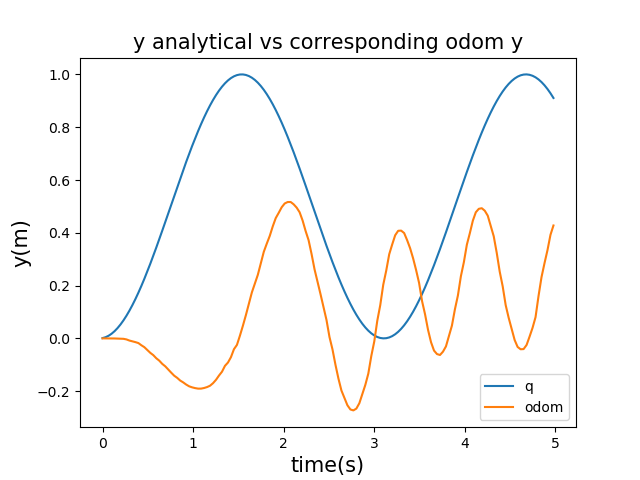 y analytical vs corresponding odom y
y(m)
1.0
0.8
0.6
0.4
0.2
0.0
−0.2
0 1 2 3 4 5
time(s)
q
odom